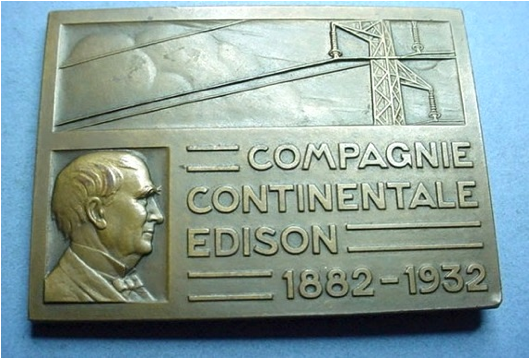 COMPAGNIE
CONTINENTALE
EDISON
1882-1932